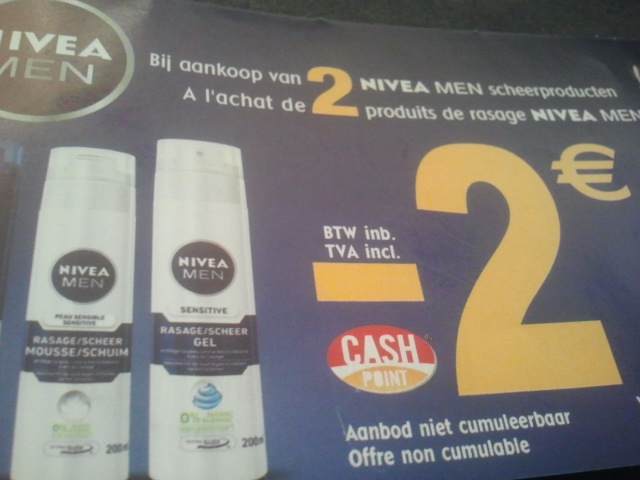 NIVEA
MEN
Bij aankoop van 2 NIVEA MEN scheerproducten
A l'achat de 2 produits de rasage NIVEA MEN
-2€
BTW inb.
TVA incl.
CASH
POINT
Aanbod niet cumuleerbaar
Offre non cumulable
NIVEA
MEN
PEAU SENSIBLE
SENSITIVE
RASAGE/SCHEER
MOUSSE/SCHUIM
0%
200ml
NIVEA
MEN
SENSITIVE
RASAGE/SCHEER
GEL
0%
200ml